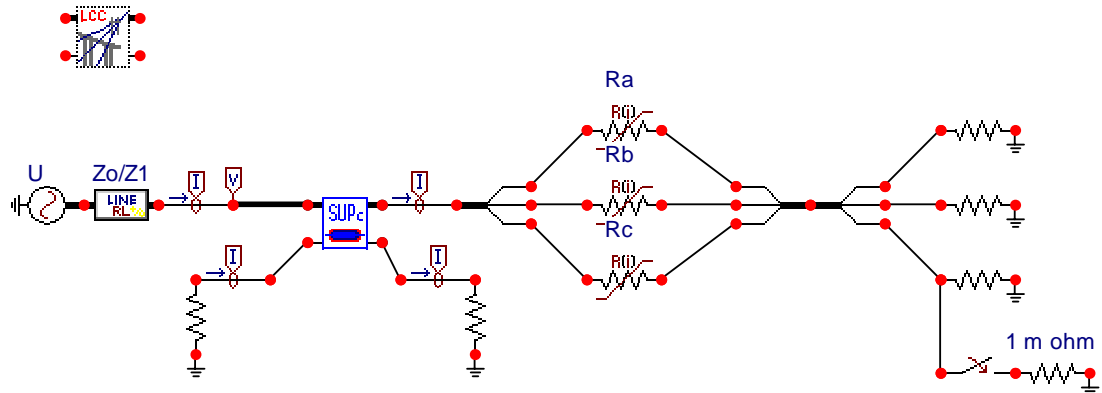 LCC
Ra
R(i)
Rb
U
Zo/Z1
I
V
I
LINE
RL
SUPc
R(i)
Rc
I
I
R(i)
1 m ohm